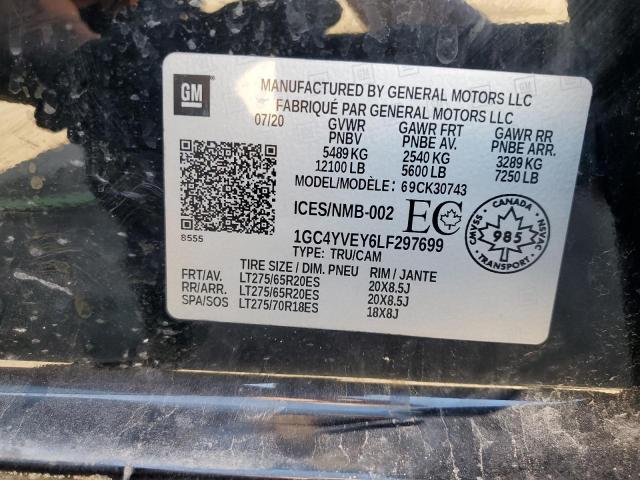 GM
MANUFACTURED BY GENERAL MOTORS LLC
FABRIQUÉ PAR GENERAL MOTORS LLC
07/20 GVWR GAWR FRT GAWR RR
PNBV PNBE AV. PNBE ARR.
5489 KG 2540 KG 3289 KG
12100 LB 5600 LB 7250 LB
MODEL/MODÈLE: 69CK30743
ICES/NMB-002 EC
8555
1GC4YVEY6LF297699
TYPE: TRU/CAM
TIRE SIZE / DIM. PNEU RIM / JANTE
FRT/AV. LT275/65R20ES 20X8.5J
RR/ARR. LT275/65R20ES 20X8.5J
SPA/SOS LT275/70R18ES 18X8J
CANADA
CMVSS 985 NSVAC
TRANSPORT